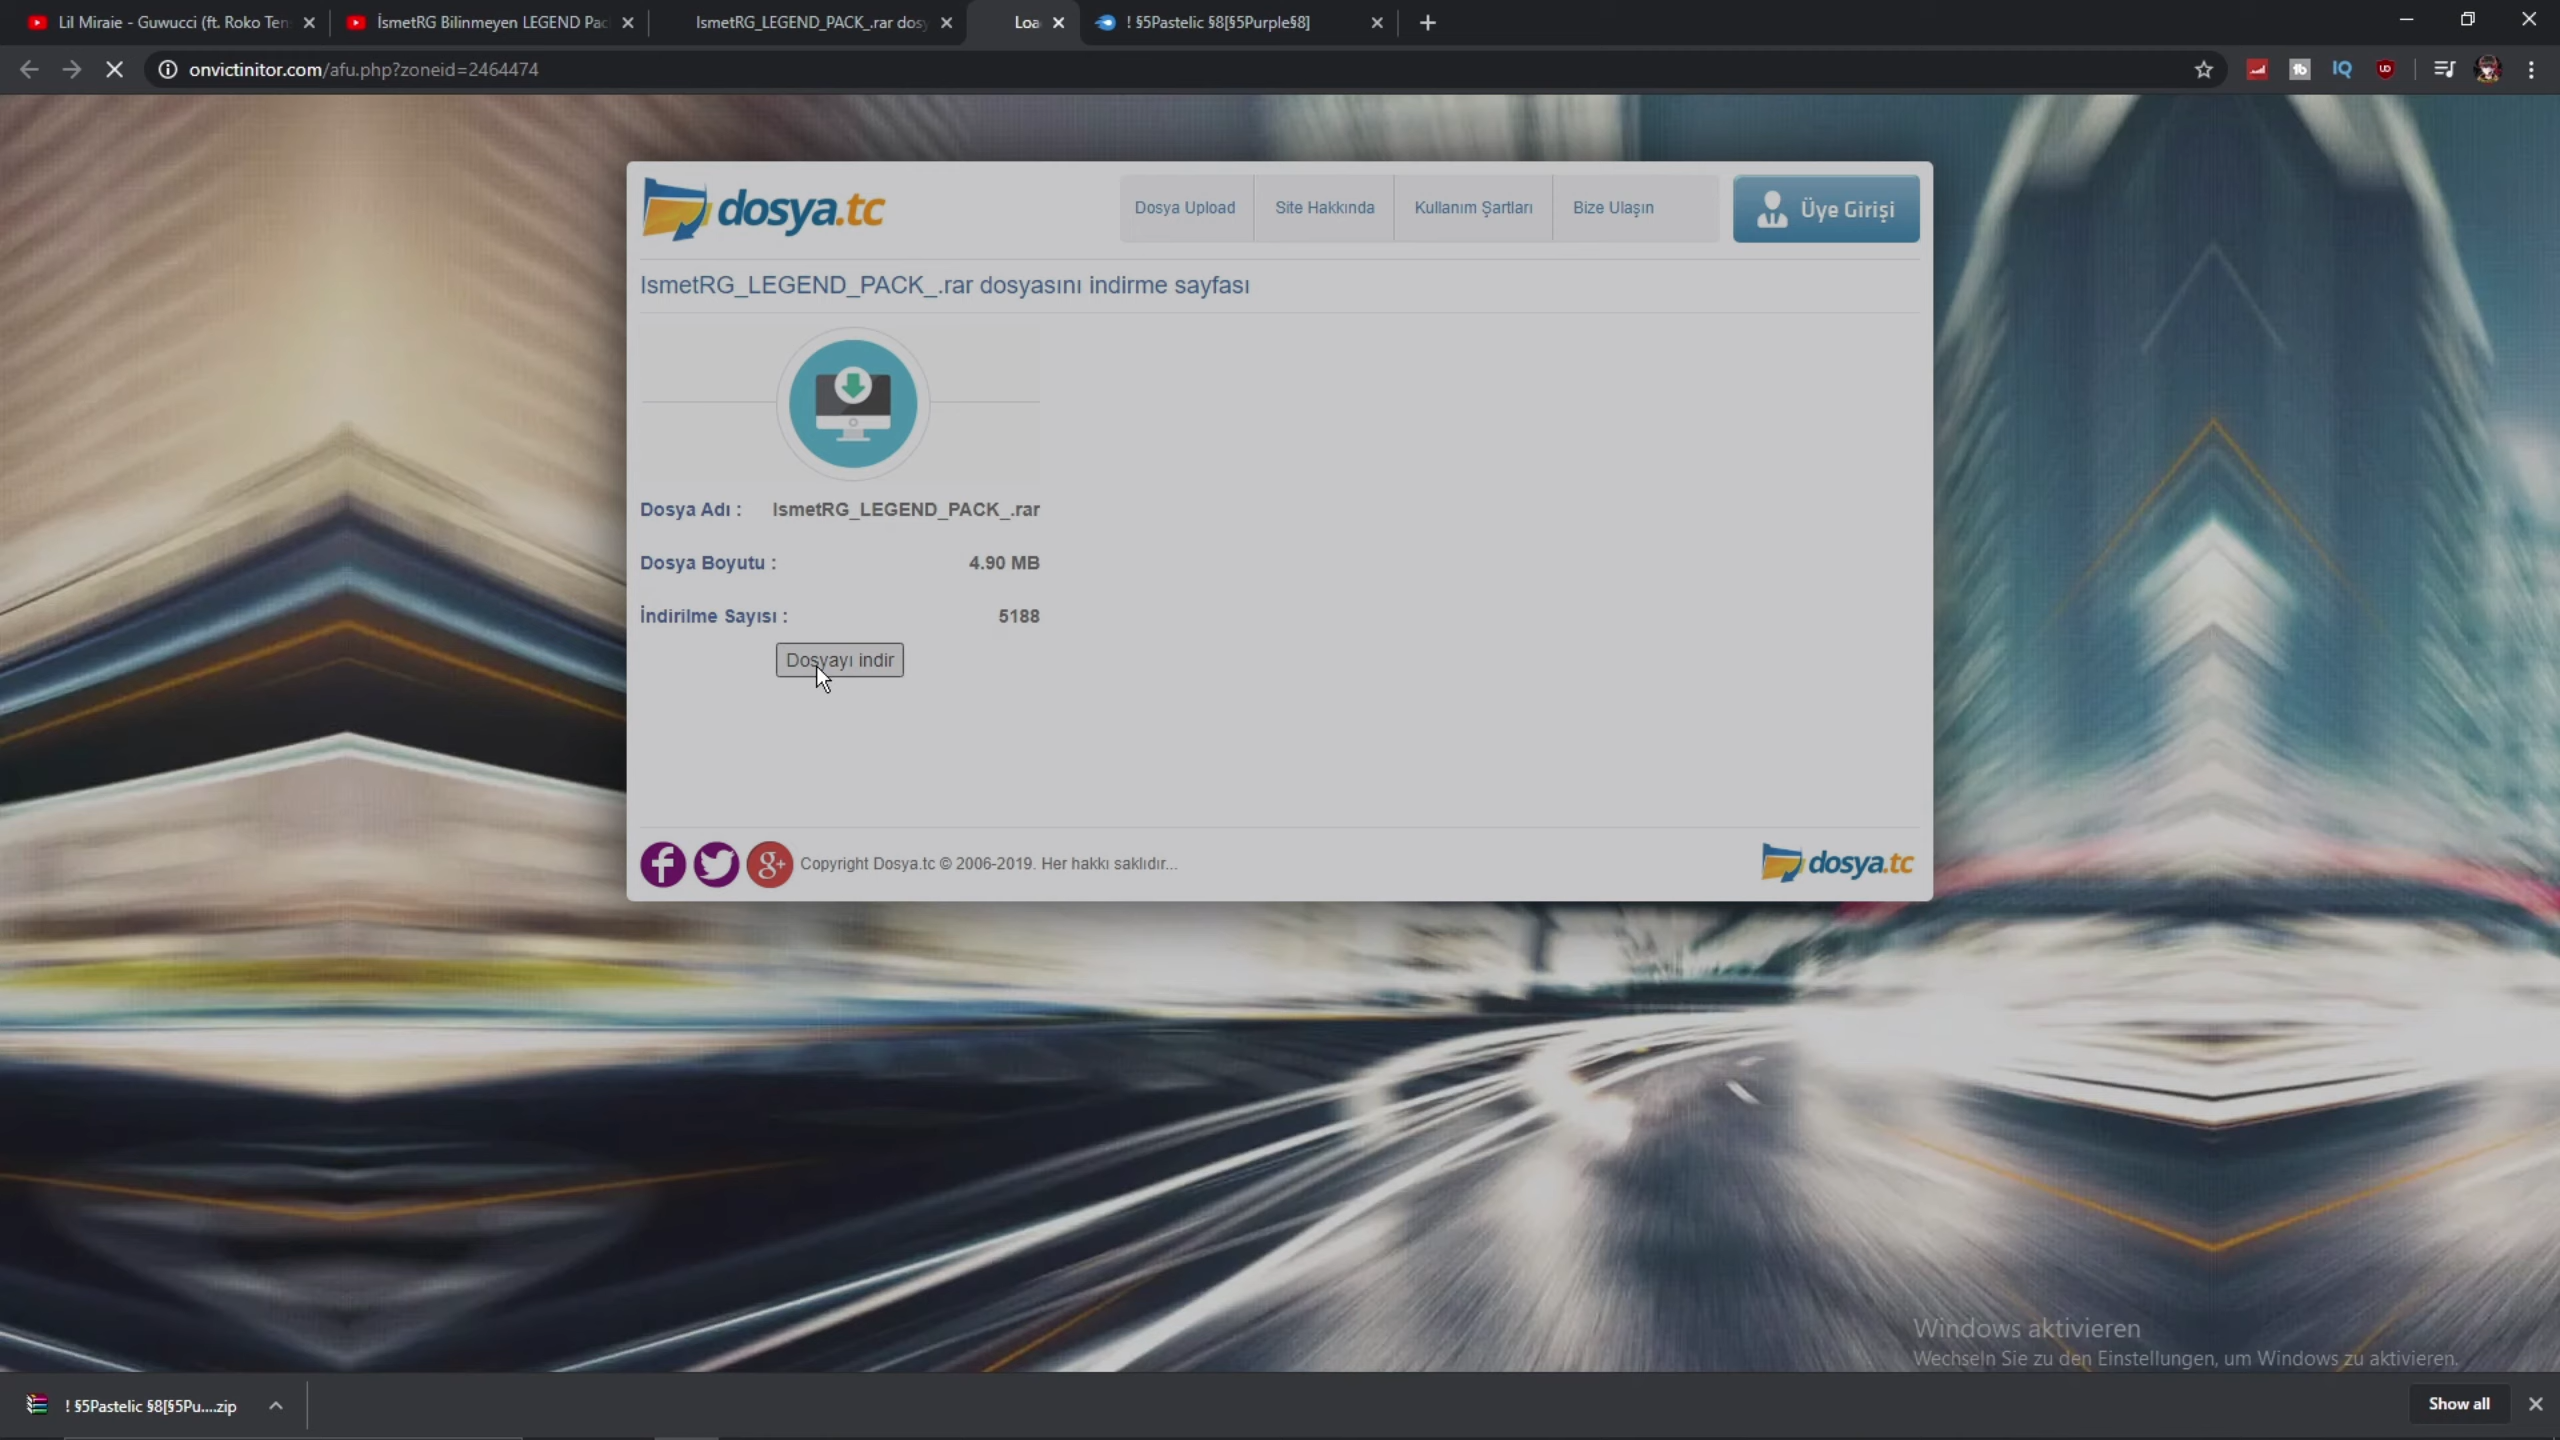 Lil Miraie - Guwucci (ft. Roko Ten
İsmetRG Bilinmeyen LEGEND Pac
IsmetRG_LEGEND_PACK_.rar dosy
Loa
! §5Pastelic §8[§5Purple§8]
onvictinitor.com/afu.php?zoneid=2464474
dosya.tc
Dosya Upload
Site Hakkında
Kullanım Şartları
Bize Ulaşın
Üye Girişi
IsmetRG_LEGEND_PACK_.rar dosyasını indirme sayfası
Dosya Adı : IsmetRG_LEGEND_PACK_.rar
Dosya Boyutu : 4.90 MB
İndirilme Sayısı : 5188
Dosyayı indir
Copyright Dosya.tc © 2006-2019. Her hakkı saklıdır...
dosya.tc
Windows aktivieren
Wechseln Sie zu den Einstellungen, um Windows zu aktivieren.
! §5Pastelic §8[§5Pu....zip
Show all